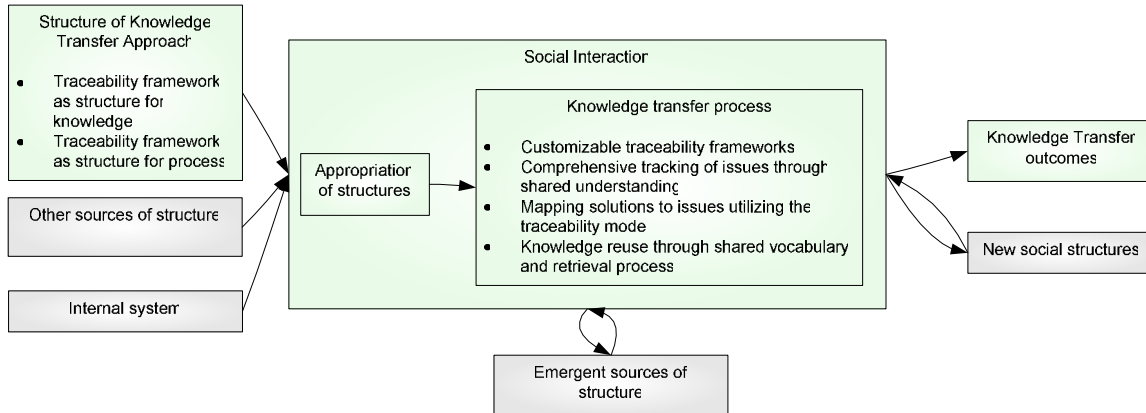 Structure of Knowledge
Transfer Approach
• Traceability framework
as structure for
knowledge
• Traceability framework
as structure for process
Other sources of structure
Internal system
Social Interaction
Appropriation
of structures
Knowledge transfer process
• Customizable traceability frameworks
• Comprehensive tracking of issues through
shared understanding
• Mapping solutions to issues utilizing the
traceability mode
• Knowledge reuse through shared vocabulary
and retrieval process
Knowledge Transfer
outcomes
New social structures
Emergent sources of
structure